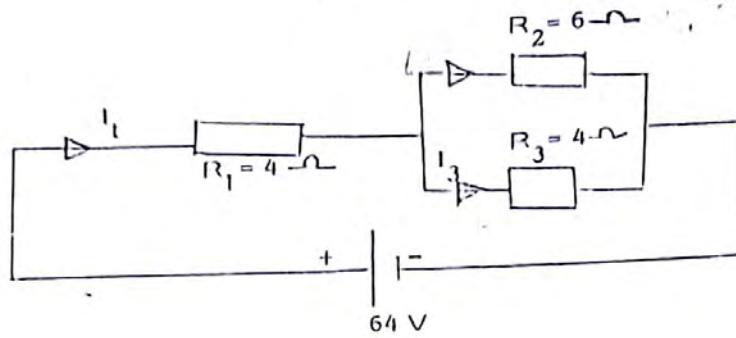 R2 = 6 Ω
I1
R1 = 4 Ω
R3 = 4 Ω
I3
+ -
64 V